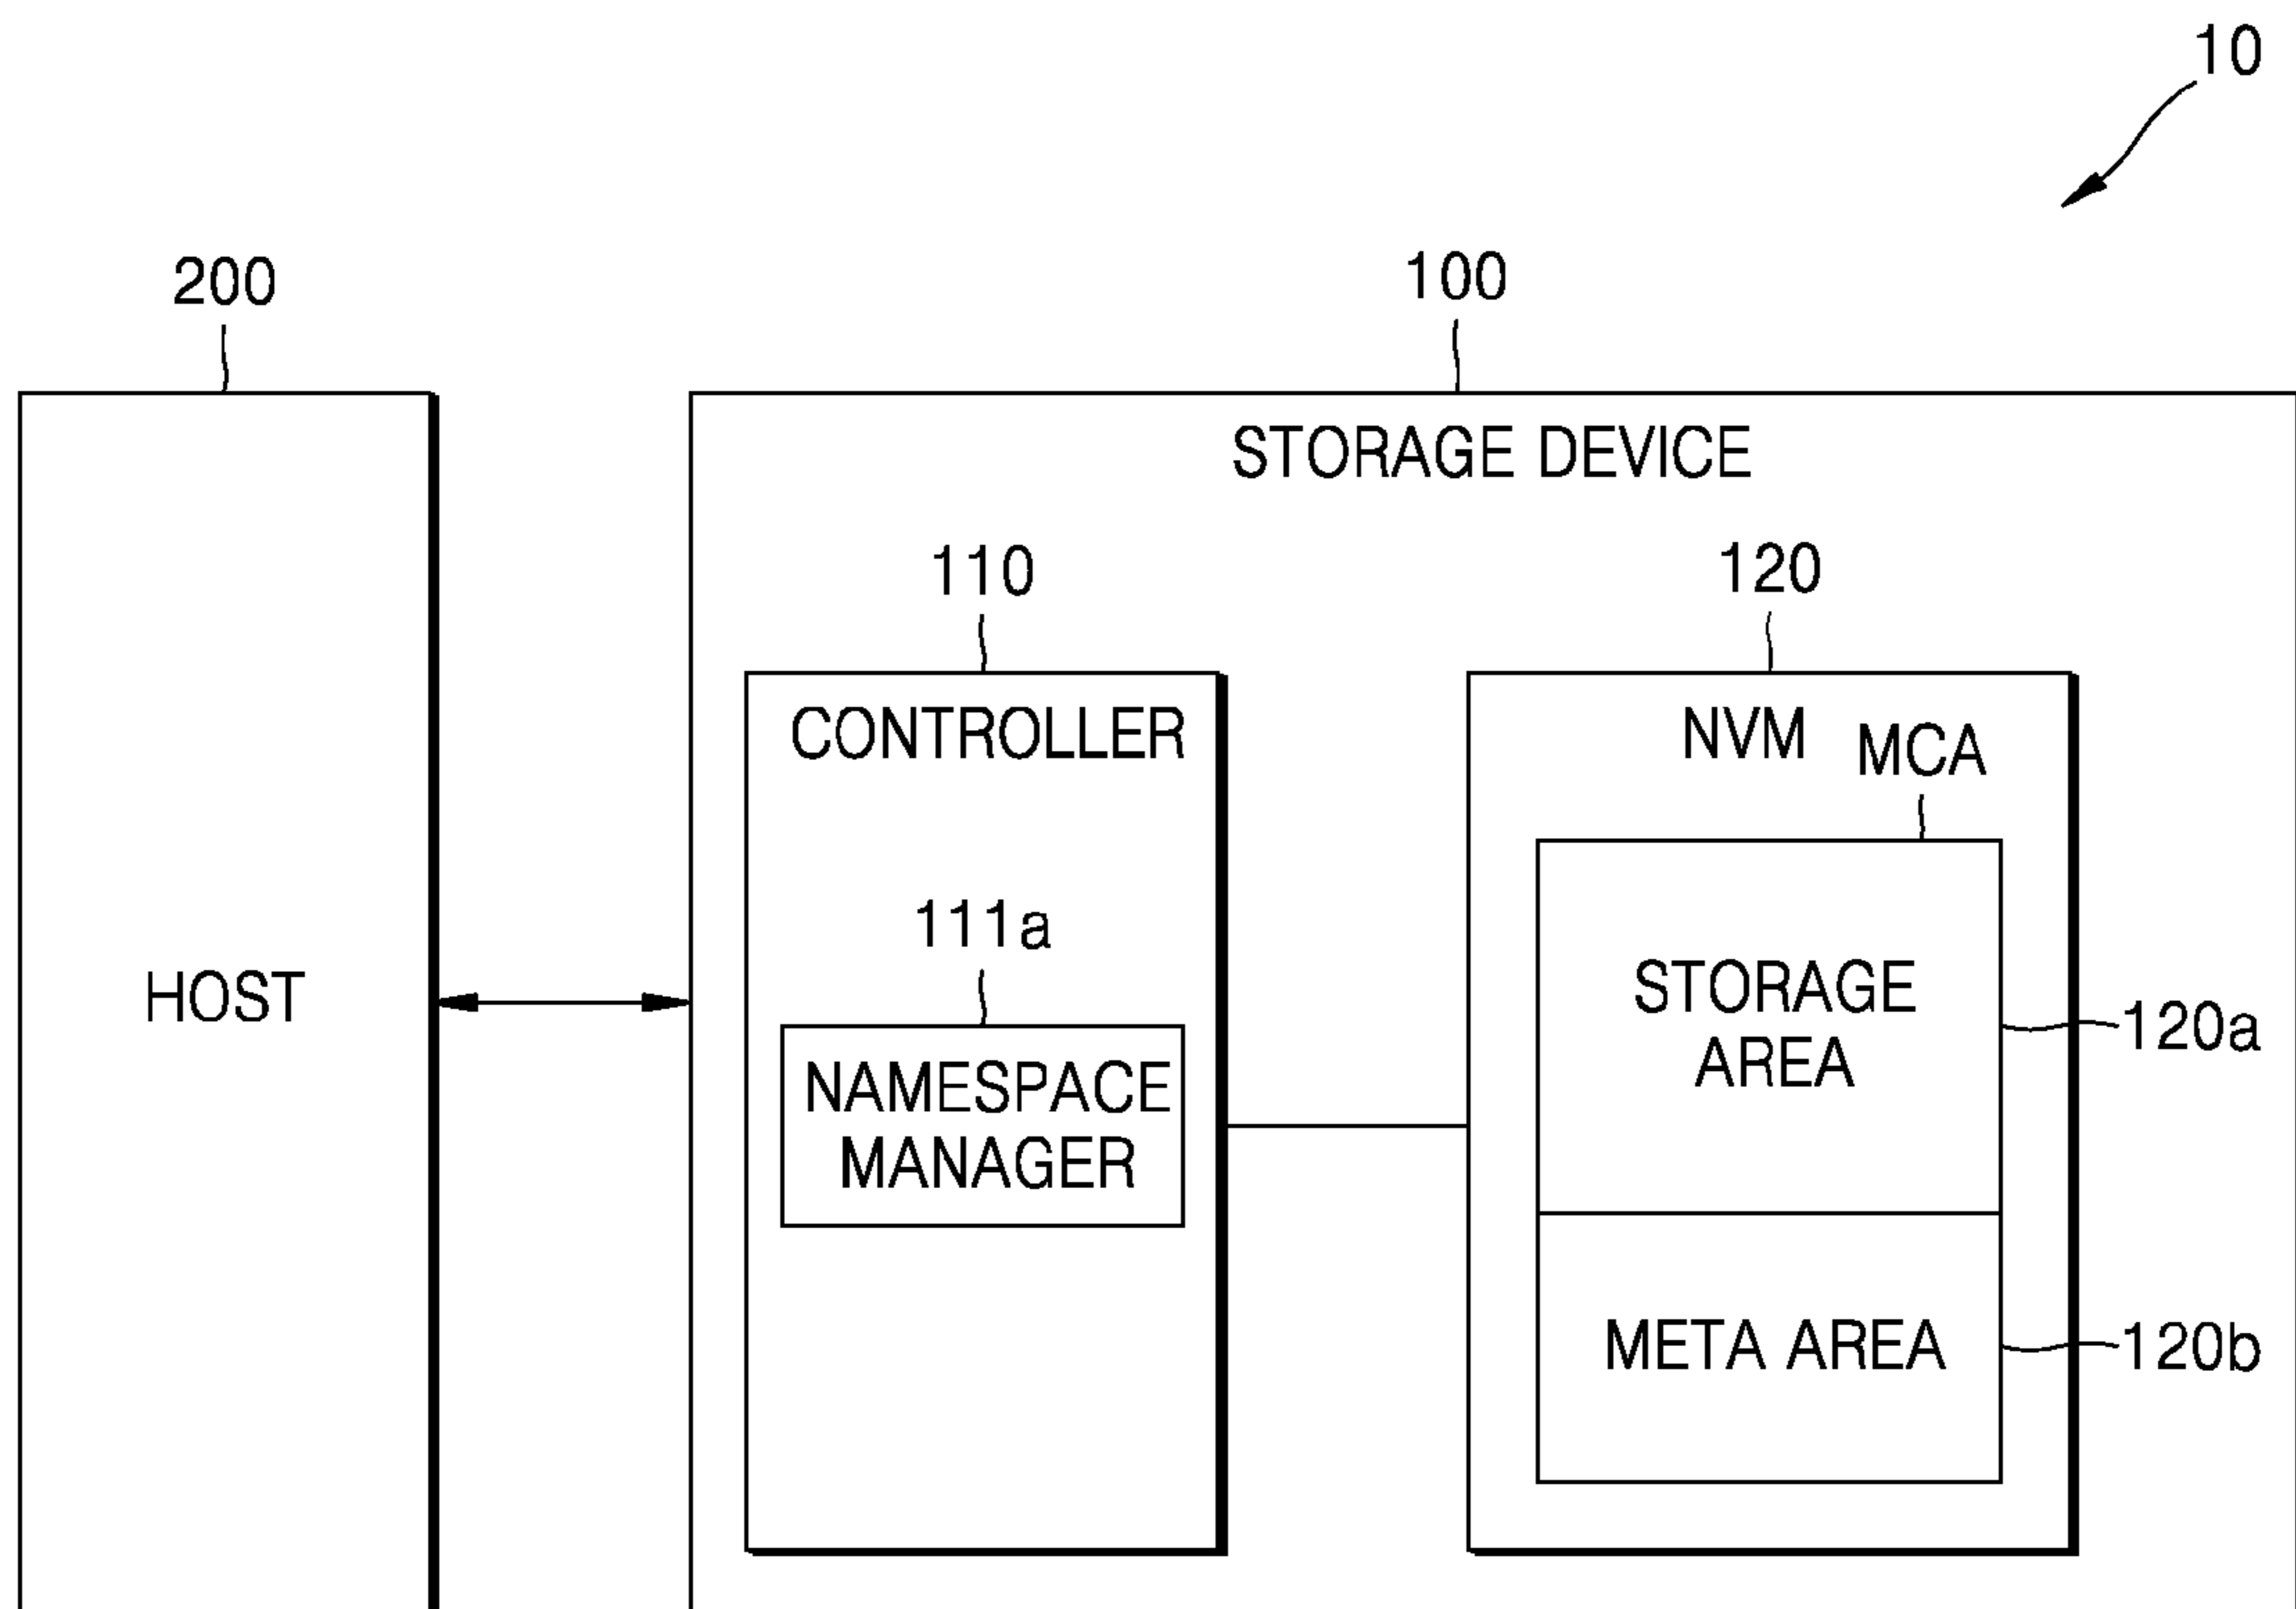 10
200
100
STORAGE DEVICE
110
120
CONTROLLER
NVM
MCA
111a
HOST
STORAGE
AREA
120a
NAMESPACE
MANAGER
META AREA
120b